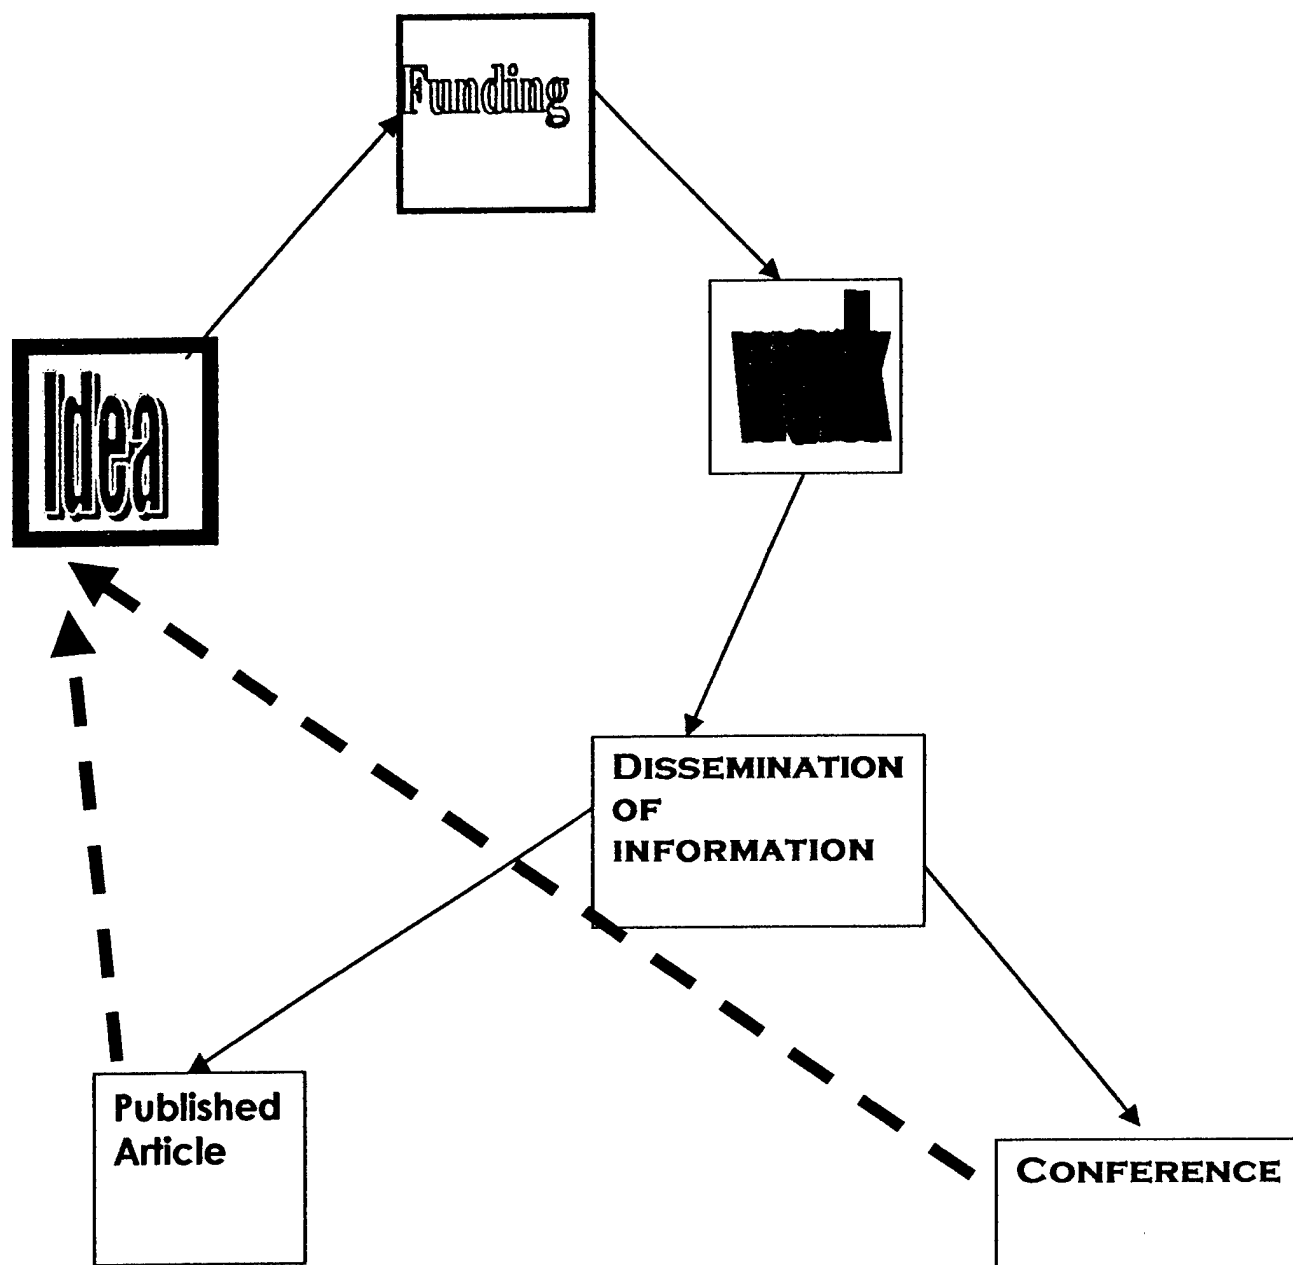 Funding
Idea
DISSEMINATION
OF
INFORMATION
Published
Article
CONFERENCE